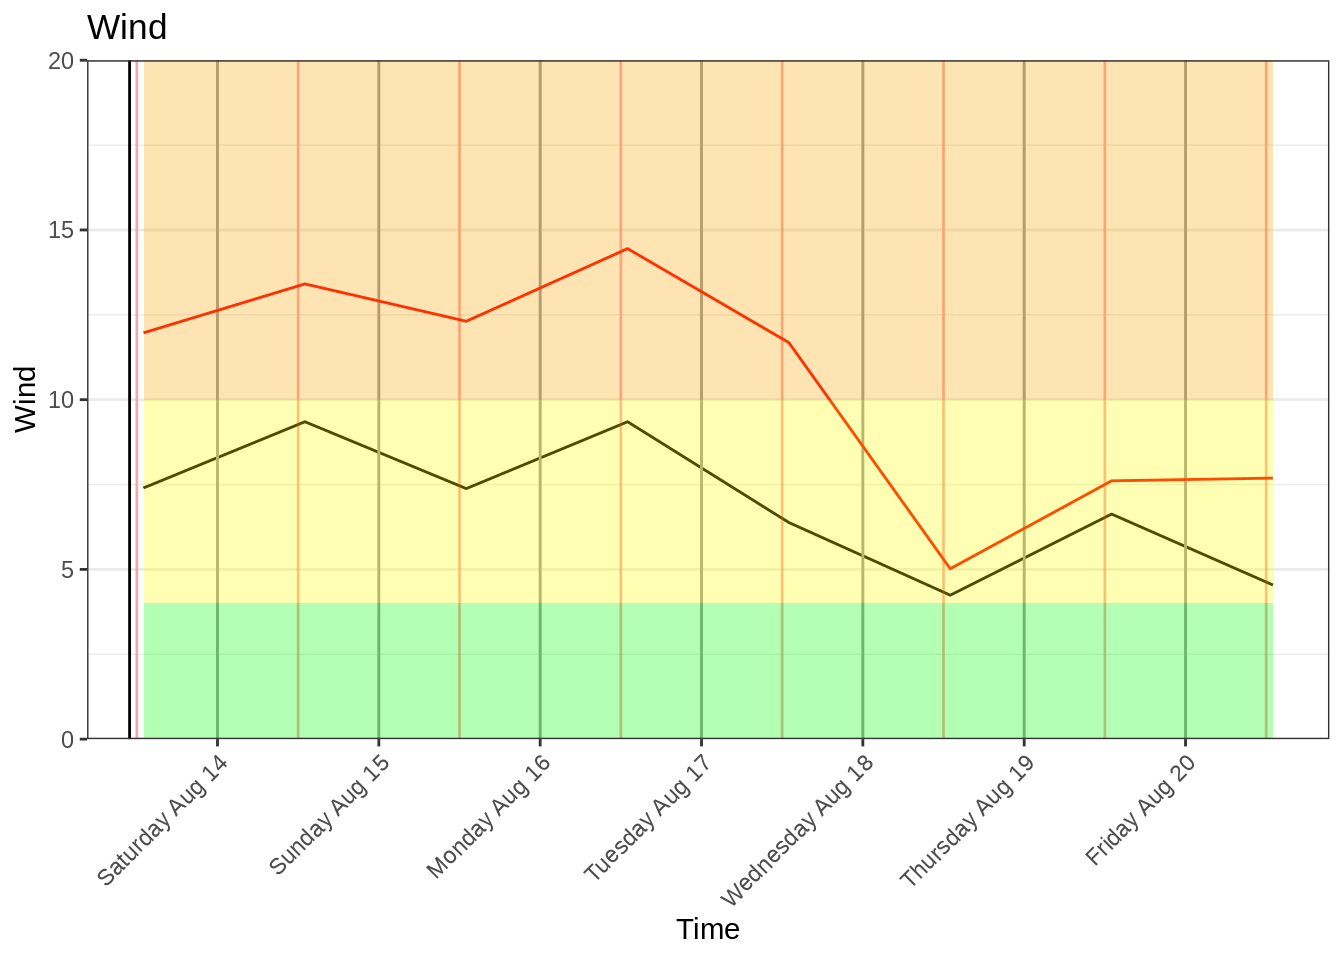 Wind
20
15
10
5
0
Wind
Saturday Aug 14
Sunday Aug 15
Monday Aug 16
Tuesday Aug 17
Wednesday Aug 18
Thursday Aug 19
Friday Aug 20
Time